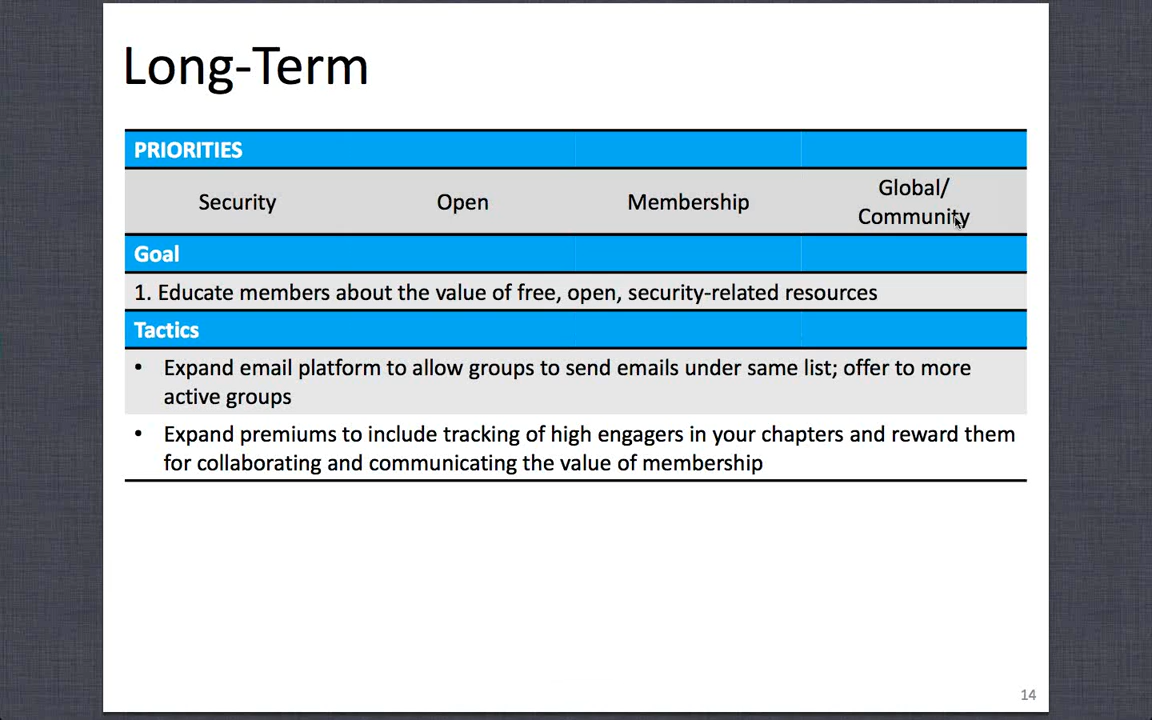 Long-Term
PRIORITIES
Security Open Membership Global/
Community
Goal
1. Educate members about the value of free, open, security-related resources
Tactics
• Expand email platform to allow groups to send emails under same list; offer to more
active groups
• Expand premiums to include tracking of high engagers in your chapters and reward them
for collaborating and communicating the value of membership
14